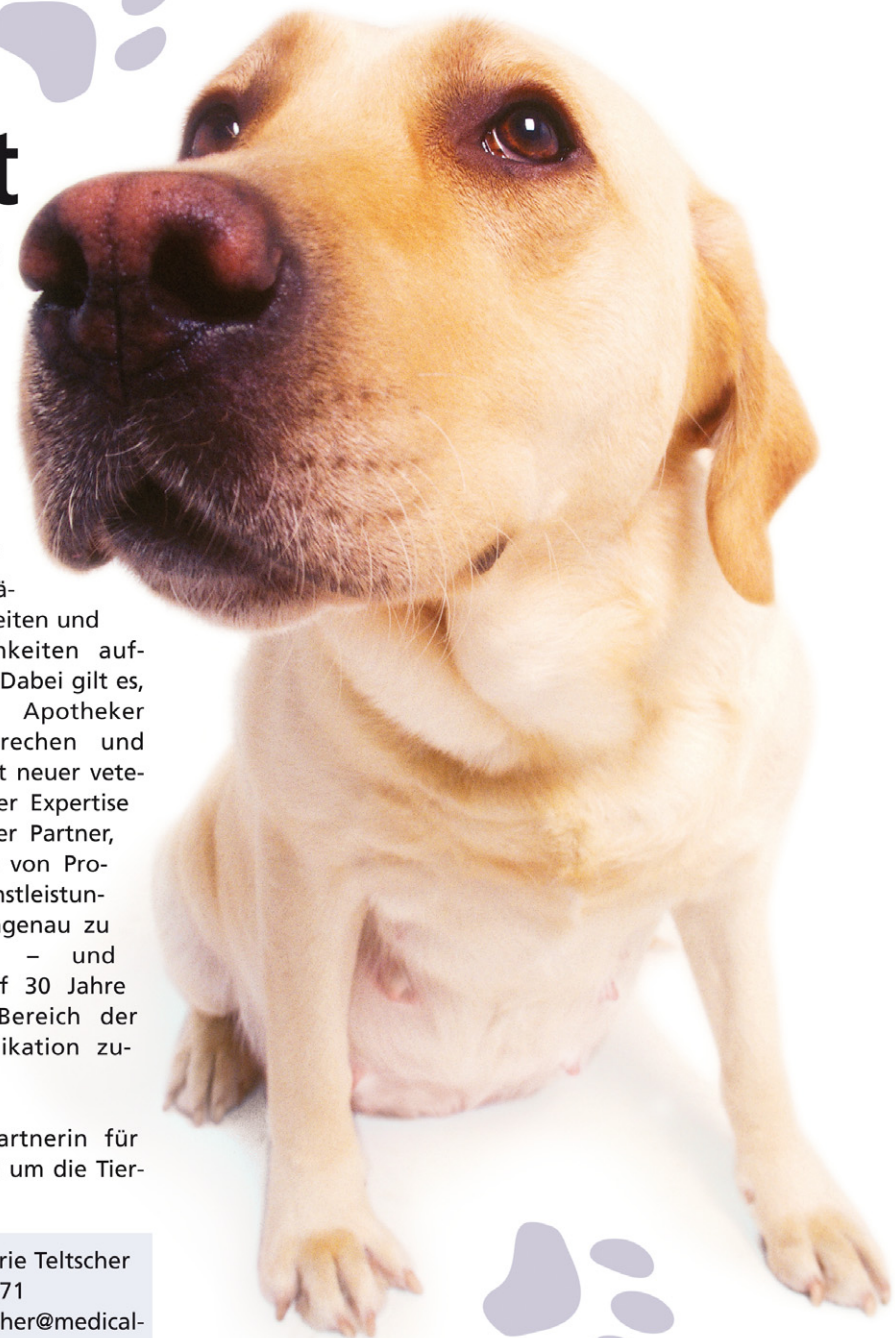 t
ä-
eiten und
nkeiten auf-
Dabei gilt es,
Apotheker
rechen und
t neuer vete-
er Expertise
er Partner,
von Pro-
nstleistun-
ngenau zu
– und
f 30 Jahre
Bereich der
ikation zu-
artnerin für
um die Tier-
rie Teltscher
71
her@medical-